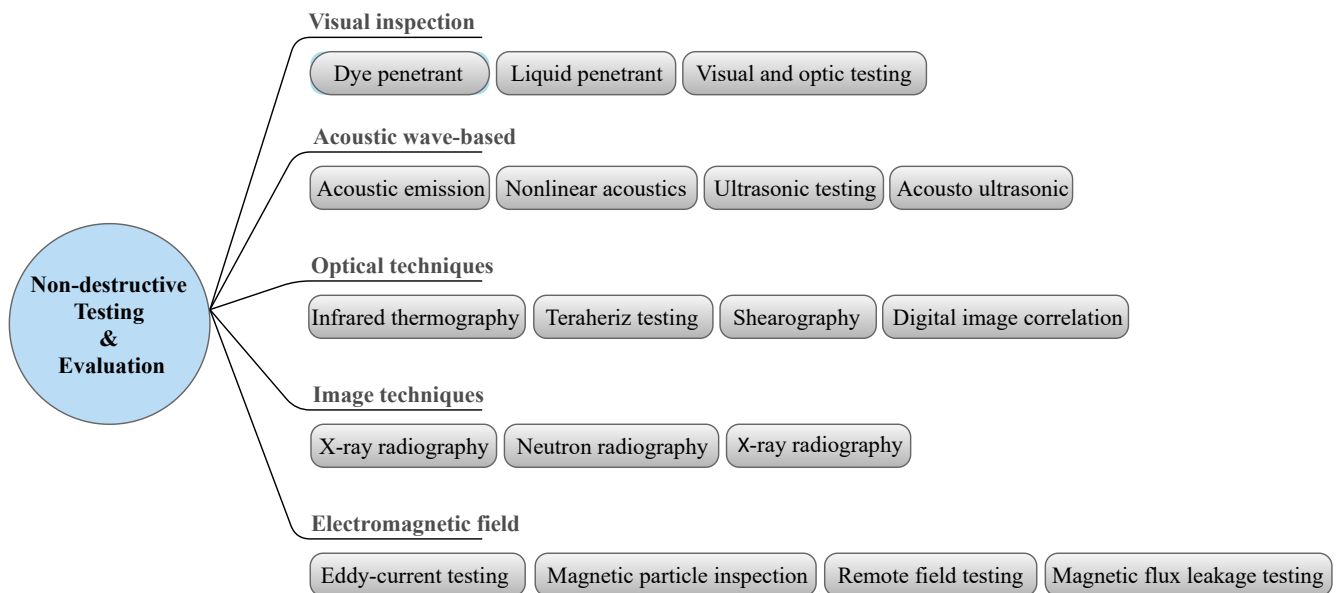 Visual inspection
Dye penetrant
Liquid penetrant
Visual and optic testing
Acoustic wave-based
Acoustic emission
Nonlinear acoustics
Ultrasonic testing
Acousto ultrasonic
Non-destructive
Testing
&
Evaluation
Optical techniques
Infrared thermography
Teraheriz testing
Shearography
Digital image correlation
Image techniques
X-ray radiography
Neutron radiography
X-ray radiography
Electromagnetic field
Eddy-current testing
Magnetic particle inspection
Remote field testing
Magnetic flux leakage testing